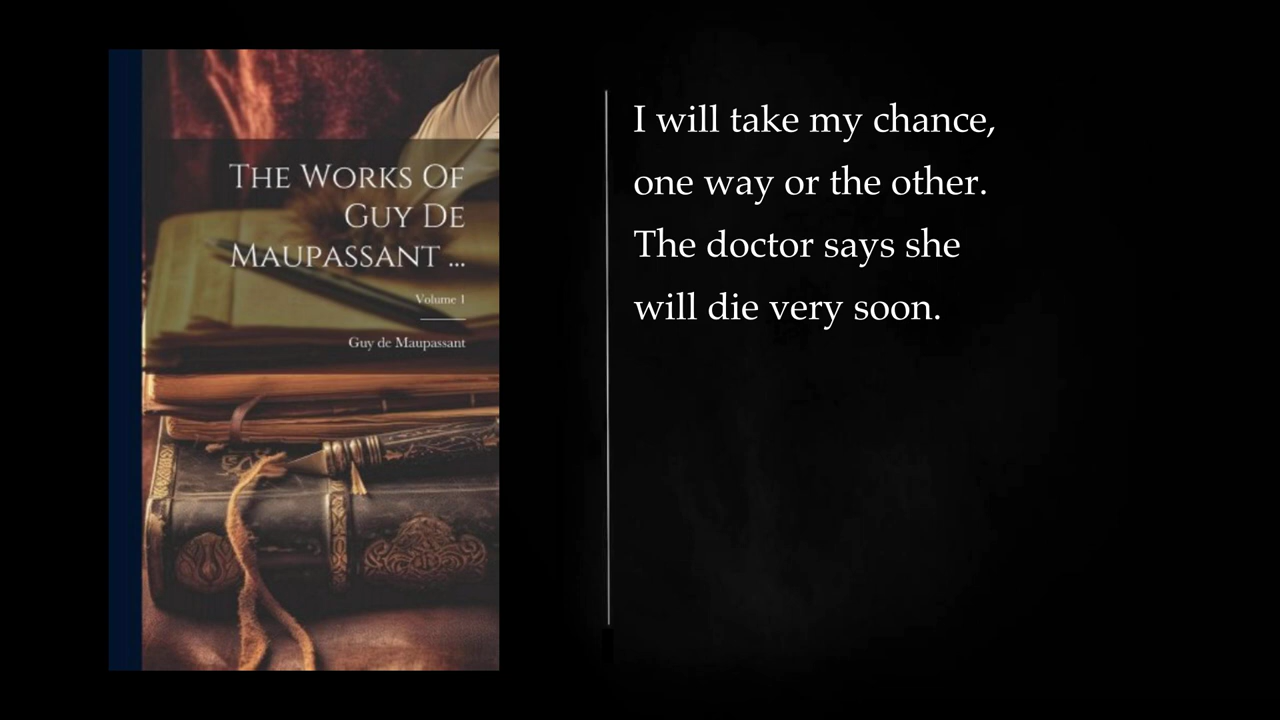 The Works Of
Guy De
Maupassant ...
Volume 1
Guy de Maupassant
I will take my chance,
one way or the other.
The doctor says she
will die very soon.